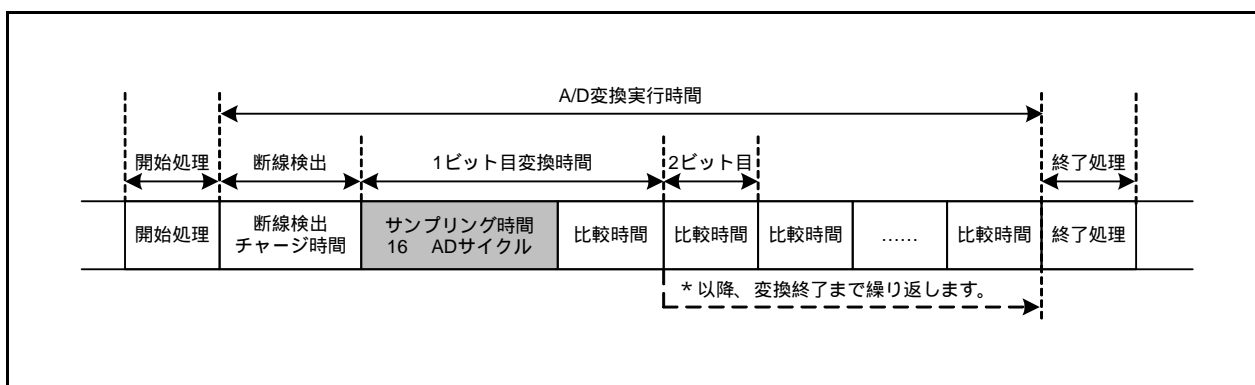 A/D変換実行時間
開始処理
断線検出
1ビット目変換時間
2ビット目
終了処理
開始処理
断線検出
チャージ時間
サンプリング時間
16 ADサイクル
比較時間
比較時間
比較時間
……
比較時間
終了処理
*以降、変換終了まで繰り返します。